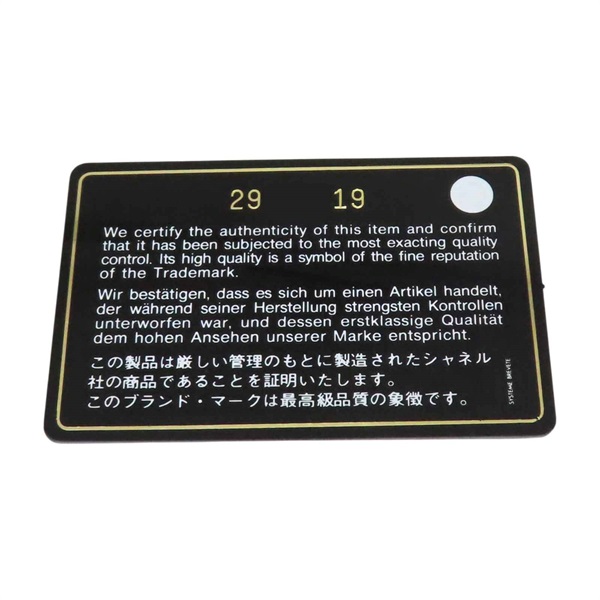 29 19
We certify the authenticity of this item and confirm
that it has been subjected to the most exacting quality
control. Its high quality is a symbol of the fine reputation
of the Trademark.
Wir bestätigen, dass es sich um einen Artikel handelt,
der während seiner Herstellung strengsten Kontrollen
unterworfen war, und dessen erstklassige Qualität
dem hohen Ansehen unserer Marke entspricht.
この製品は厳しい管理のもとに製造されたシャネル
社の商品であることを証明いたします。
このブランド・マークは最高級品質の象徴です。
SYSTEME BREVETE